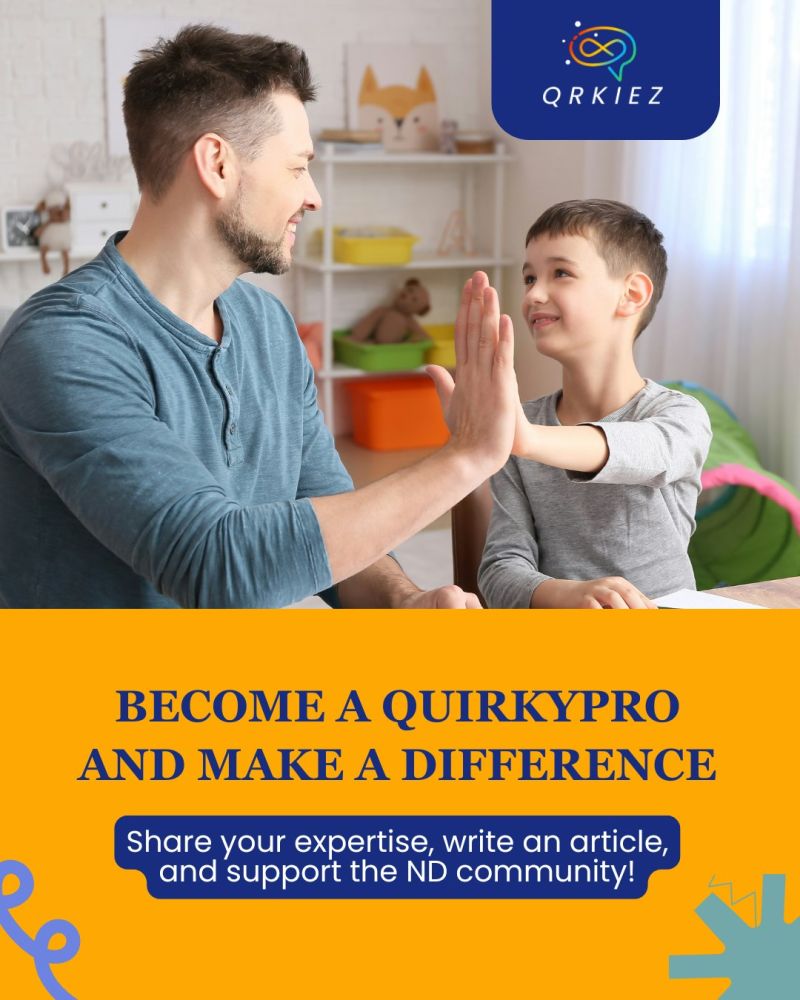 QRKIEZ
BECOME A QUIRKYPRO
AND MAKE A DIFFERENCE
Share your expertise, write an article,
and support the ND community!